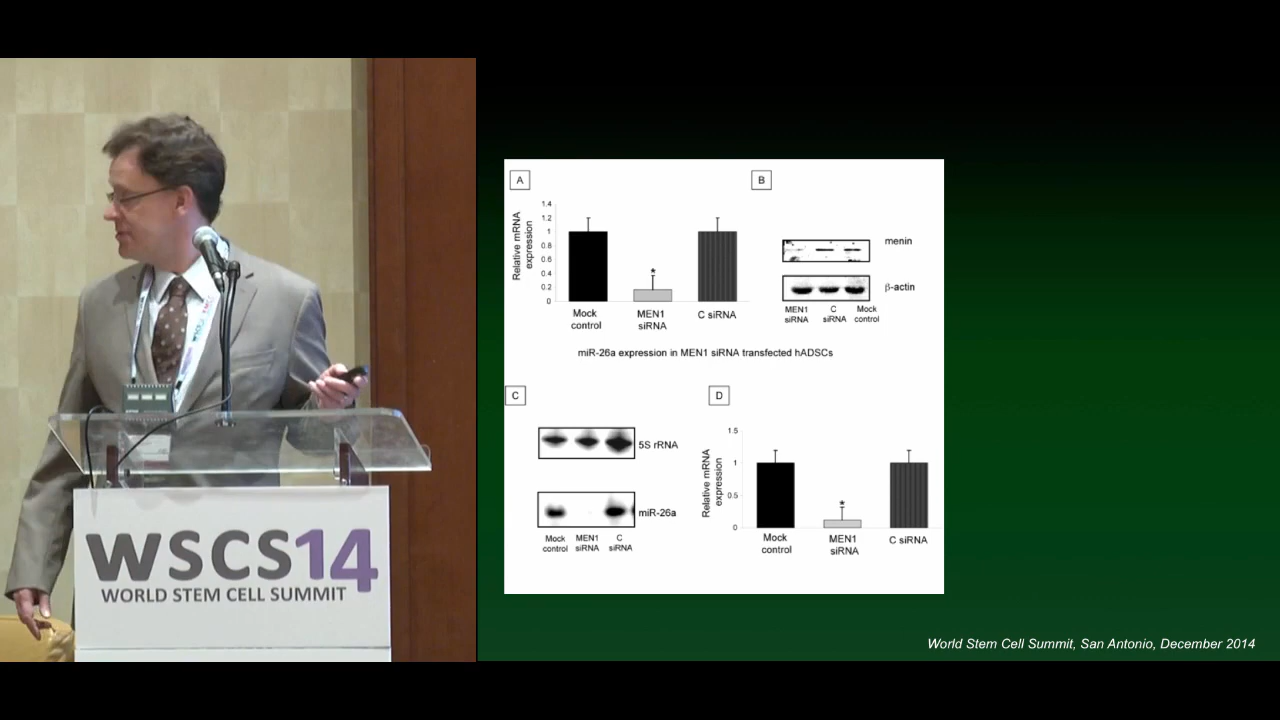 WSCS14
WORLD STEM CELL SUMMIT
A
Relative mRNA
expression
1.4
1.2
1
0.8
0.6
0.4
0.2
0
*
Mock
control
MEN1
siRNA
C siRNA
B
menin
β-actin
MEN1
siRNA
C
siRNA
Mock
control
miR-26a expression in MEN1 siRNA transfected hADSCs
C
5S rRNA
miR-26a
Mock
control
MEN1
siRNA
C
siRNA
D
Relative mRNA
expression
1.5
1
0.5
0
*
Mock
control
MEN1
siRNA
C siRNA
World Stem Cell Summit, San Antonio, December 2014